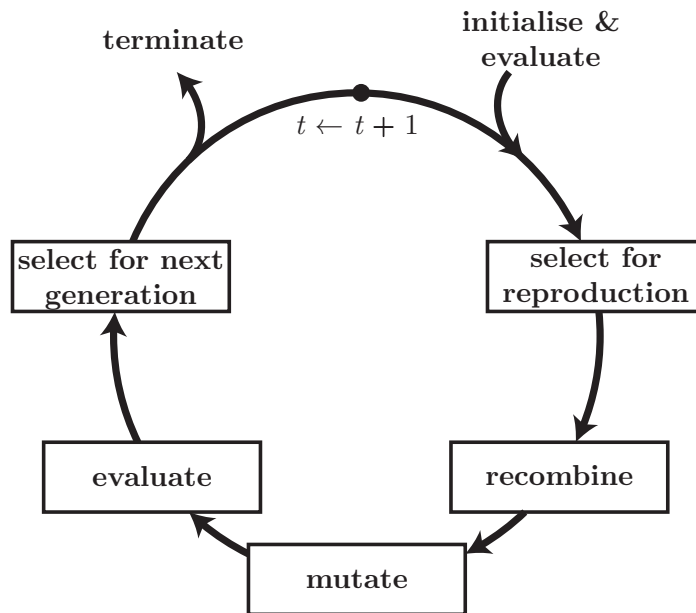 terminate
initialise &
evaluate
t ← t + 1
select for next
generation
select for
reproduction
evaluate
recombine
mutate